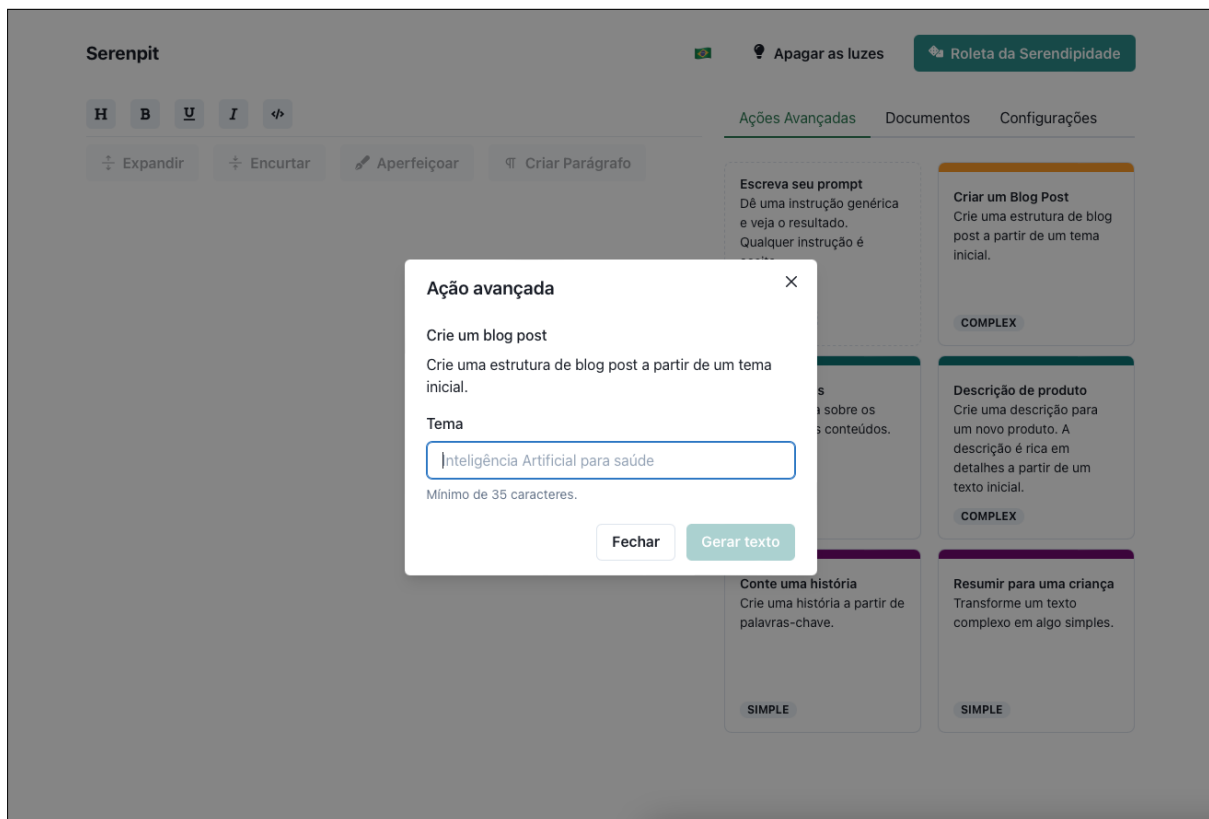 Serenpit
Apagar as luzes
Roleta da Serendipidade
H B U I </>
Ações Avançadas Documentos Configurações
Expandir Encurtar Aperfeiçoar Criar Parágrafo
Escreva seu prompt
Dê uma instrução genérica
e veja o resultado.
Qualquer instrução é
Criar um Blog Post
Crie uma estrutura de blog
post a partir de um tema
inicial.
COMPLEX
Ação avançada
Crie um blog post
Crie uma estrutura de blog post a partir de um tema
inicial.
Tema
Inteligência Artificial para saúde
Mínimo de 35 caracteres.
Fechar
Gerar texto
sobre os
conteúdos.
Descrição de produto
Crie uma descrição para
um novo produto. A
descrição é rica em
detalhes a partir de um
texto inicial.
COMPLEX
Conte uma história
Crie uma história a partir de
palavras-chave.
SIMPLE
Resumir para uma criança
Transforme um texto
complexo em algo simples.
SIMPLE